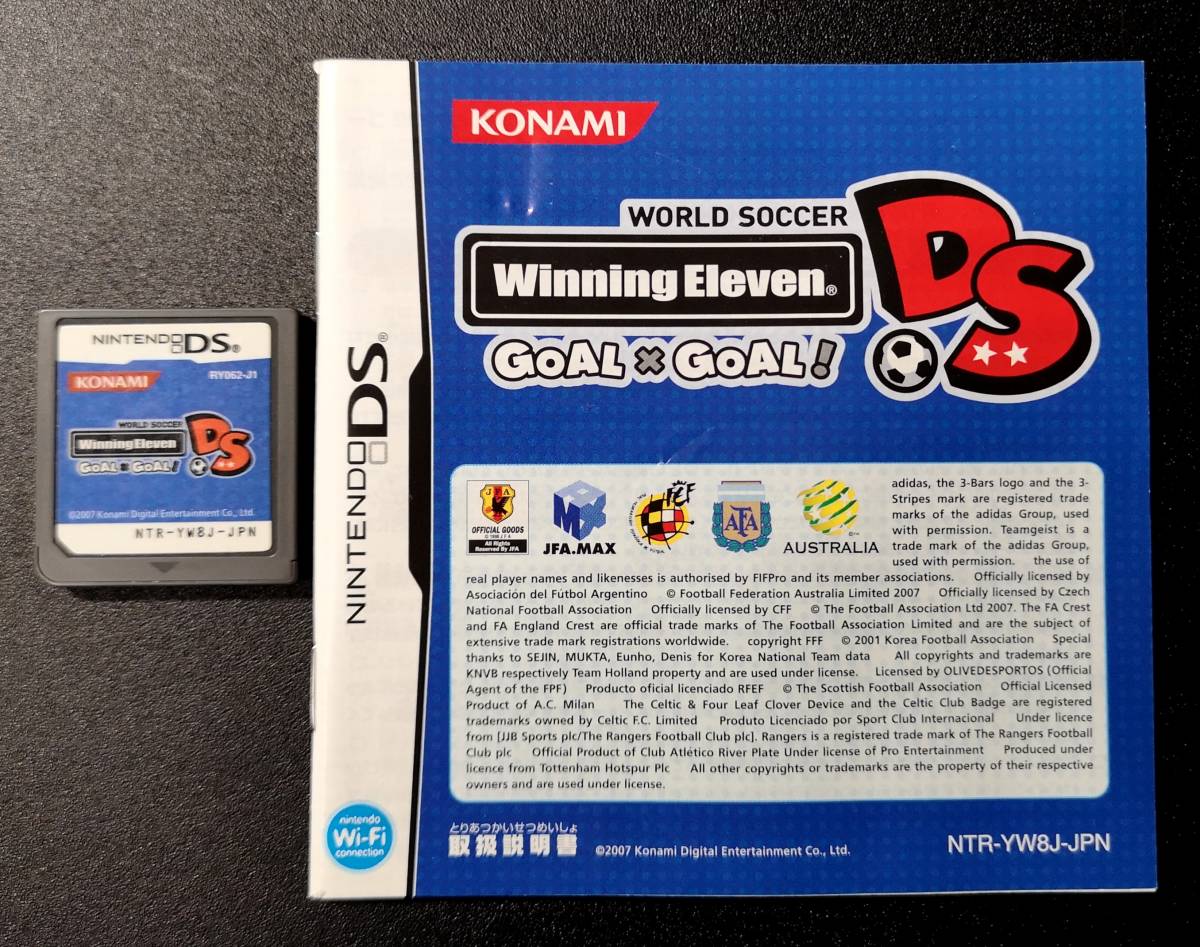 NINTENDO DS®
KONAMI
RY062-J1
WORLD SOCCER
Winning Eleven
DS
GOAL × GOAL!
©2007 Konami Digital Entertainment Co., Ltd.
NTR-YW8J-JPN
NINTENDO DS®
nintendo
Wi-Fi
connection
KONAMI
WORLD SOCCER
Winning Eleven®
DS
GOAL × GOAL!
JFA
OFFICIAL GOODS
© 1996 J F A
All Rights
Reserved By JFA
JFA.MAX
AFA
AUSTRALIA
adidas, the 3-Bars logo and the 3-
Stripes mark are registered trade
marks of the adidas Group, used
with permission. Teamgeist is a
trade mark of the adidas Group,
used with permission. the use of
real player names and likenesses is authorised by FIFPro and its member associations. Officially licensed by
Asociación del Fútbol Argentino © Football Federation Australia Limited 2007 Officially licensed by Czech
National Football Association Officially licensed by CFF © The Football Association Ltd 2007. The FA Crest
and FA England Crest are official trade marks of The Football Association Limited and are the subject of
extensive trade mark registrations worldwide. copyright FFF © 2001 Korea Football Association Special
thanks to SEJIN, MUKTA, Eunho, Denis for Korea National Team data All copyrights and trademarks are
KNVB respectively Team Holland property and are used under license. Licensed by OLIVEDESPORTOS (Official
Agent of the FPF) Producto oficial licenciado RFEF © The Scottish Football Association Official Licensed
Product of A.C. Milan The Celtic & Four Leaf Clover Device and the Celtic Club Badge are registered
trademarks owned by Celtic F.C. Limited Produto Licenciado por Sport Club Internacional Under licence
from [JJB Sports plc/The Rangers Football Club plc]. Rangers is a registered trade mark of The Rangers Football
Club plc Official Product of Club Atlético River Plate Under license of Pro Entertainment Produced under
licence from Tottenham Hotspur Plc All other copyrights or trademarks are the property of their respective
owners and are used under license.
とりあつかいせつめいしょ
取扱説明書
©2007 Konami Digital Entertainment Co., Ltd.
NTR-YW8J-JPN